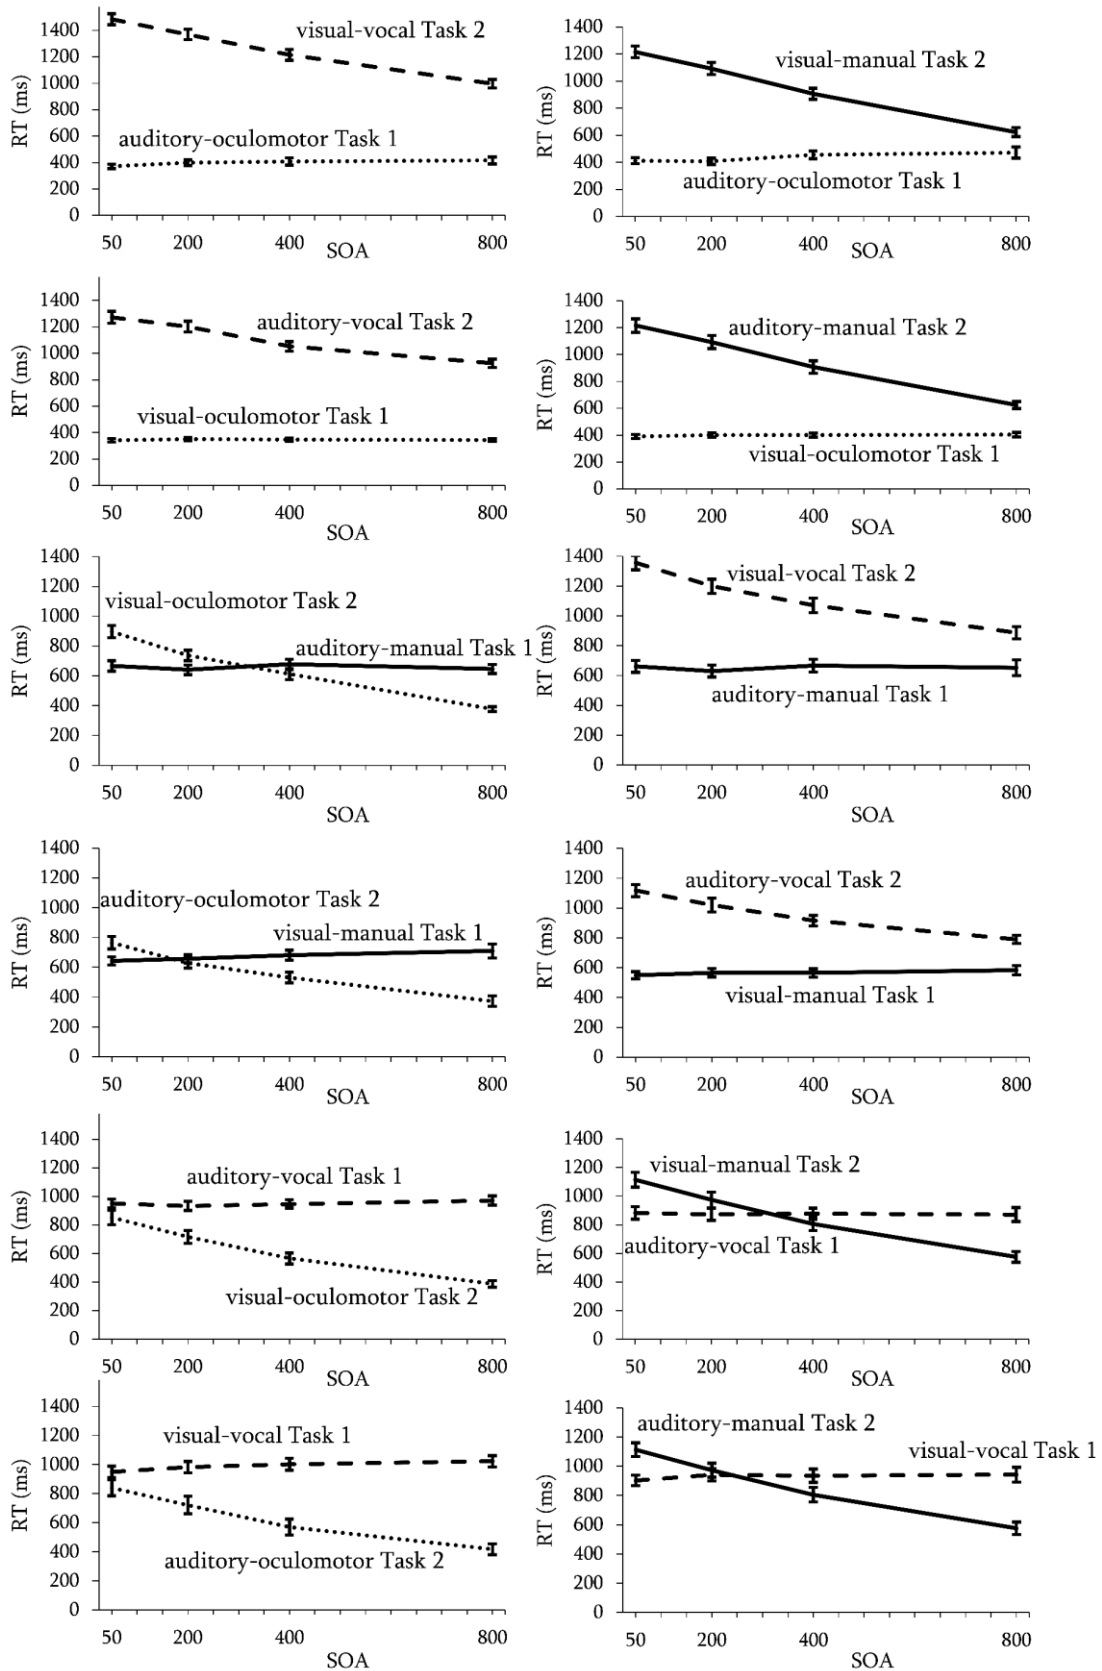 1400
1200
1000
800
600
400
200
0
RT (ms)
visual-vocal Task 2
auditory-oculomotor Task 1
50 200 400 800
SOA
1400
1200
1000
800
600
400
200
0
RT (ms)
visual-manual Task 2
auditory-oculomotor Task 1
50 200 400 800
SOA
1400
1200
1000
800
600
400
200
0
RT (ms)
auditory-vocal Task 2
visual-oculomotor Task 1
50 200 400 800
SOA
1400
1200
1000
800
600
400
200
0
RT (ms)
auditory-manual Task 2
visual-oculomotor Task 1
50 200 400 800
SOA
1400
1200
1000
800
600
400
200
0
RT (ms)
visual-oculomotor Task 2
auditory-manual Task 1
50 200 400 800
SOA
1400
1200
1000
800
600
400
200
0
RT (ms)
visual-vocal Task 2
auditory-manual Task 1
50 200 400 800
SOA
1400
1200
1000
800
600
400
200
0
RT (ms)
auditory-oculomotor Task 2
visual-manual Task 1
50 200 400 800
SOA
1400
1200
1000
800
600
400
200
0
RT (ms)
auditory-vocal Task 2
visual-manual Task 1
50 200 400 800
SOA
1400
1200
1000
800
600
400
200
0
RT (ms)
auditory-vocal Task 1
visual-oculomotor Task 2
50 200 400 800
SOA
1400
1200
1000
800
600
400
200
0
RT (ms)
visual-manual Task 2
auditory-vocal Task 1
50 200 400 800
SOA
1400
1200
1000
800
600
400
200
0
RT (ms)
visual-vocal Task 1
auditory-oculomotor Task 2
50 200 400 800
SOA
1400
1200
1000
800
600
400
200
0
RT (ms)
auditory-manual Task 2
visual-vocal Task 1
50 200 400 800
SOA